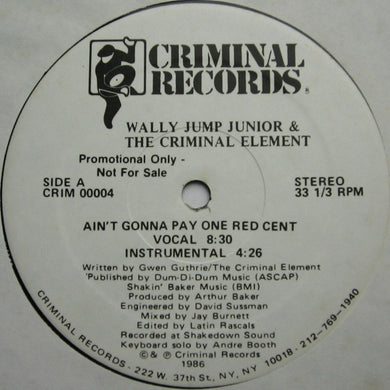 CRIMINAL
RECORDS
WALLY JUMP JUNIOR &
THE CRIMINAL ELEMENT
Promotional Only -
Not For Sale
SIDE A
CRIM 00004
STEREO
33 1/3 RPM
AIN'T GONNA PAY ONE RED CENT
VOCAL 8:30
INSTRUMENTAL 4:26
Written by Gwen Guthrie/The Criminal Element
'Published by Dum-Di-Dum Music (ASCAP)
Shakin' Baker Music (BMI)
Produced by Arthur Baker
Engineered by David Sussman
Mixed by Jay Burnett
Edited by Latin Rascals
Recorded at Shakedown Sound
Keyboard solo by Andre Booth
© & ℗ Criminal Records
1986
CRIMINAL RECORDS - 222 W. 37th ST., NY, N.Y. 10018 - 212-769-1940